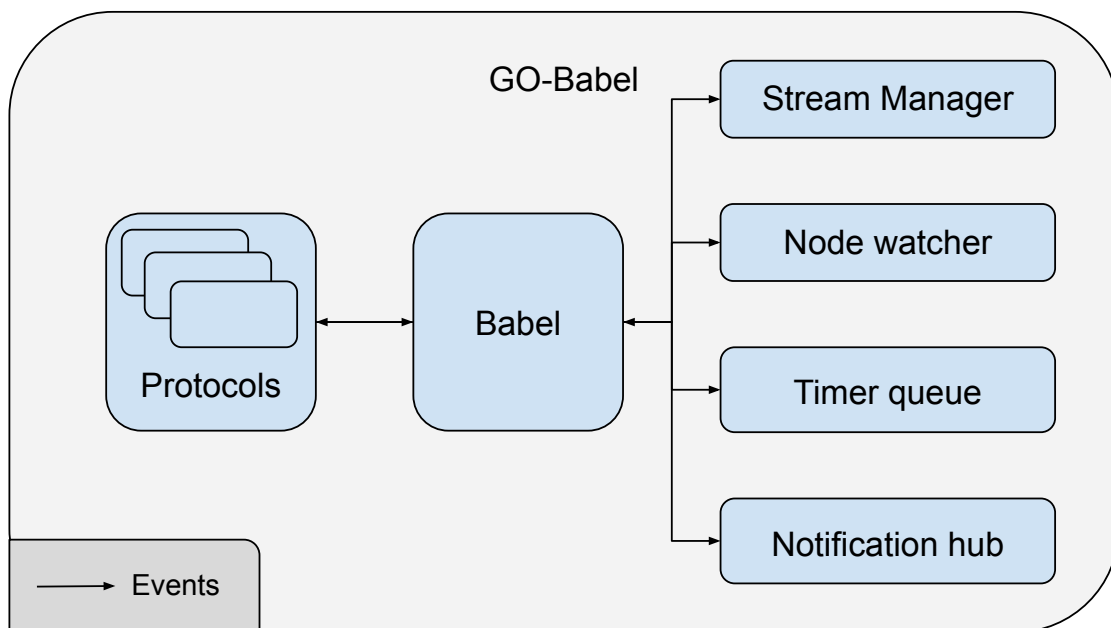 GO-Babel
Stream Manager
Node watcher
Protocols
Babel
Timer queue
Notification hub
Events